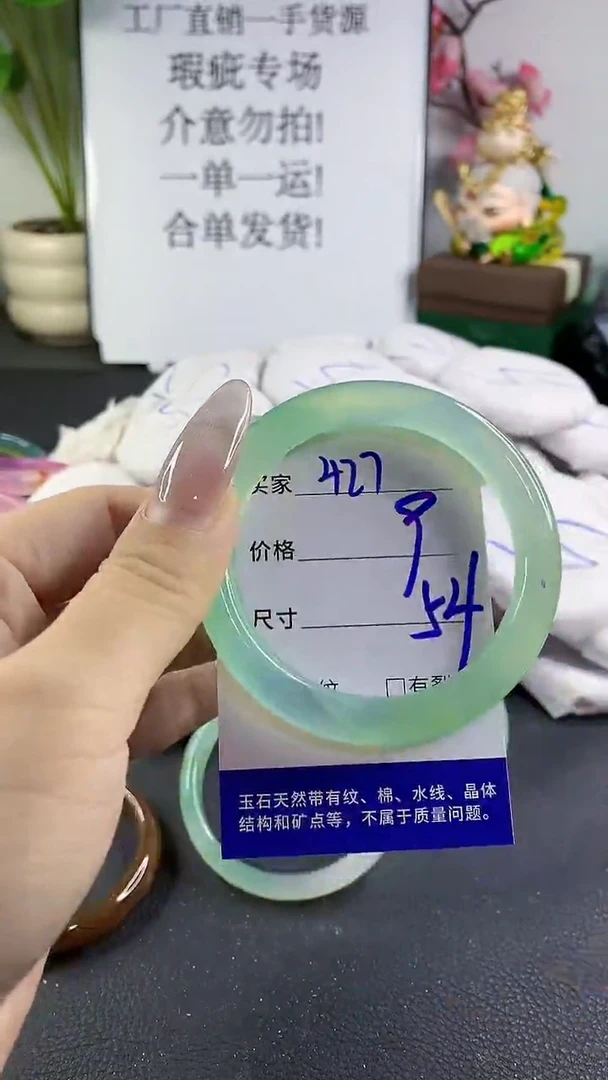 工厂直销一手货源
瑕疵专场
介意勿拍!
一单一运!
合单发货!
买家 427
价格
尺寸 54
纹 □有裂
玉石天然带有纹、棉、水线、晶体
结构和矿点等，不属于质量问题。